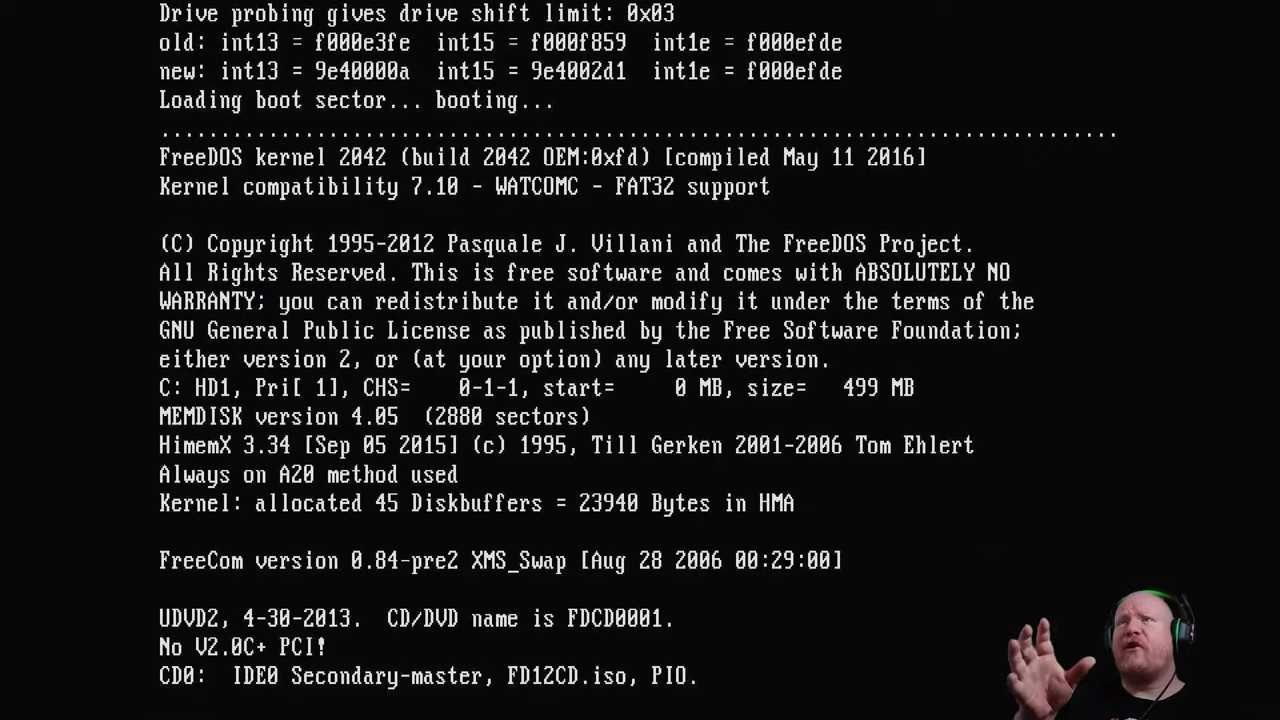 Drive probing gives drive shift limit: 0x03
old: int13 = f000e3fe  int15 = f000f859  int1e = f000efde
new: int13 = 9e40000a  int15 = 9e4002d1  int1e = f000efde
Loading boot sector... booting...
................................................................................
FreeDOS kernel 2042 (build 2042 OEM:0xfd) [compiled May 11 2016]
Kernel compatibility 7.10 - WATCOMC - FAT32 support
(C) Copyright 1995-2012 Pasquale J. Villani and The FreeDOS Project.
All Rights Reserved. This is free software and comes with ABSOLUTELY NO
WARRANTY; you can redistribute it and/or modify it under the terms of the
GNU General Public License as published by the Free Software Foundation;
either version 2, or (at your option) any later version.
C: HD1, Pri[ 1], CHS=    0-1-1, start=     0 MB, size=   499 MB
MEMDISK version 4.05  (2880 sectors)
HimemX 3.34 [Sep 05 2015] (c) 1995, Till Gerken 2001-2006 Tom Ehlert
Always on A20 method used
Kernel: allocated 45 Diskbuffers = 23940 Bytes in HMA
FreeCom version 0.84-pre2 XMS_Swap [Aug 28 2006 00:29:00]
UDVD2, 4-30-2013.  CD/DVD name is FDCD0001.
No V2.0C+ PCI!
CD0:  IDE0 Secondary-master, FD12CD.iso, PIO.